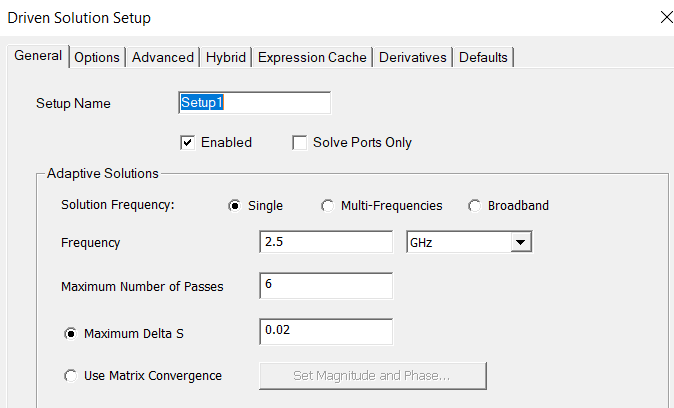 Driven Solution Setup
General Options Advanced Hybrid Expression Cache Derivatives Defaults
Setup Name Setup1
Enabled Solve Ports Only
Adaptive Solutions
Solution Frequency: Single Multi-Frequencies Broadband
Frequency 2.5 GHz
Maximum Number of Passes 6
Maximum Delta S 0.02
Use Matrix Convergence Set Magnitude and Phase...